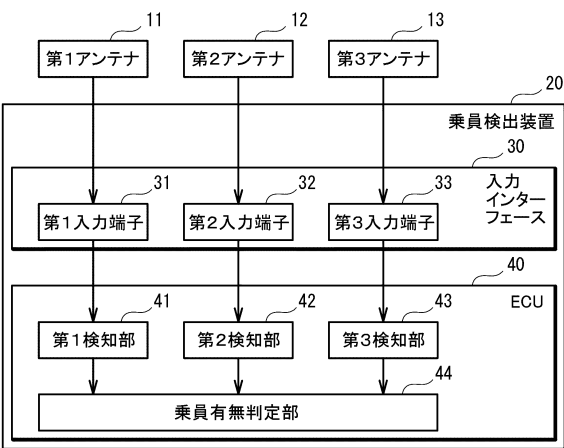 11
12
13
第1アンテナ
第2アンテナ
第3アンテナ
20
乗員検出装置
30
入力
インター
フェース
31
32
33
第1入力端子
第2入力端子
第3入力端子
40
ECU
41
42
43
第1検知部
第2検知部
第3検知部
44
乗員有無判定部